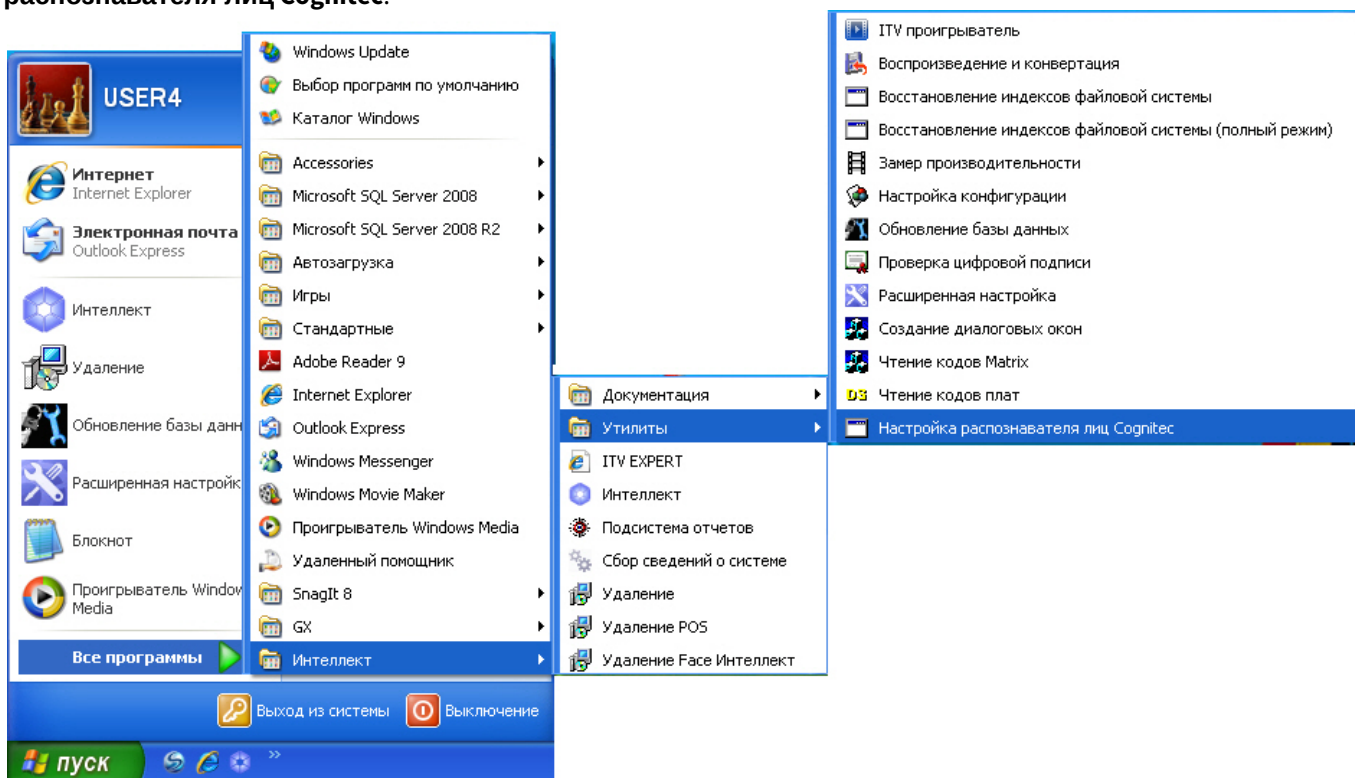 распознавателя лиц Cognitec.
USER4
Интернет
Internet Explorer
Электронная почта
Outlook Express
Интеллект
Удаление
Обновление базы данн
Расширенная настройк
Блокнот
Проигрыватель Window
Media
Все программы
Выход из системы
Выключение
пуск
»
Windows Update
Выбор программ по умолчанию
Каталог Windows
Accessories
Microsoft SQL Server 2008
Microsoft SQL Server 2008 R2
Автозагрузка
Игры
Стандартные
Adobe Reader 9
Internet Explorer
Outlook Express
Windows Messenger
Windows Movie Maker
Проигрыватель Windows Media
Удаленный помощник
SnagIt 8
GX
Интеллект
Документация
Утилиты
ITV EXPERT
Интеллект
Подсистема отчетов
Сбор сведений о системе
Удаление
Удаление POS
Удаление Face Интеллект
ITV проигрыватель
Воспроизведение и конвертация
Восстановление индексов файловой системы
Восстановление индексов файловой системы (полный режим)
Замер производительности
Настройка конфигурации
Обновление базы данных
Проверка цифровой подписи
Расширенная настройка
Создание диалоговых окон
Чтение кодов Matrix
Чтение кодов плат
Настройка распознавателя лиц Cognitec